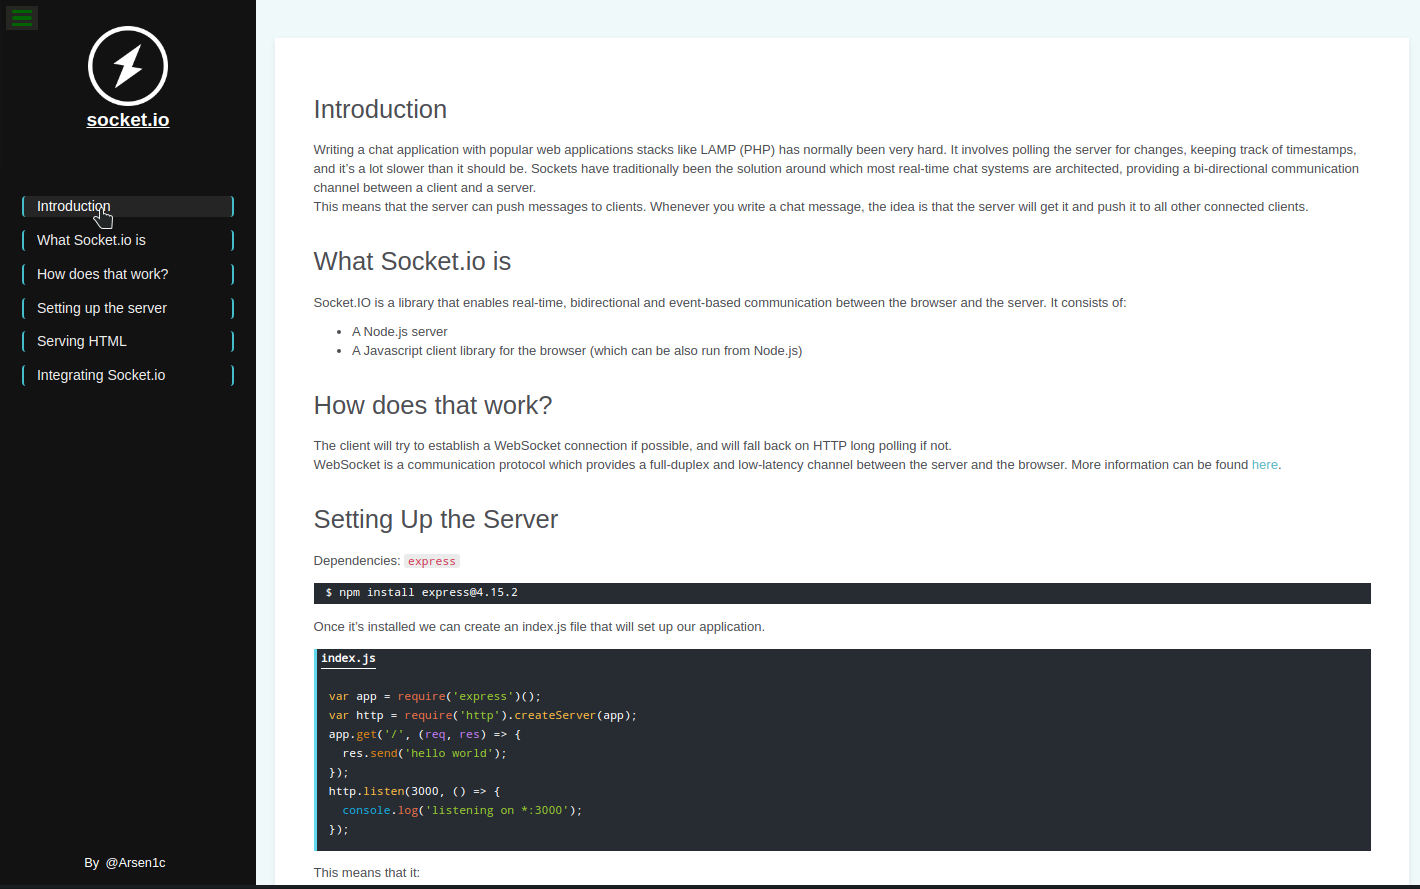 socket.io
Introduction
What Socket.io is
How does that work?
Setting up the server
Serving HTML
Integrating Socket.io
By @Arsen1c
Introduction
Writing a chat application with popular web applications stacks like LAMP (PHP) has normally been very hard. It involves polling the server for changes, keeping track of timestamps,
and it’s a lot slower than it should be. Sockets have traditionally been the solution around which most real-time chat systems are architected, providing a bi-directional communication
channel between a client and a server.
This means that the server can push messages to clients. Whenever you write a chat message, the idea is that the server will get it and push it to all other connected clients.
What Socket.io is
Socket.IO is a library that enables real-time, bidirectional and event-based communication between the browser and the server. It consists of:
• A Node.js server
• A Javascript client library for the browser (which can be also run from Node.js)
How does that work?
The client will try to establish a WebSocket connection if possible, and will fall back on HTTP long polling if not.
WebSocket is a communication protocol which provides a full-duplex and low-latency channel between the server and the browser. More information can be found here.
Setting Up the Server
Dependencies: express
$ npm install express@4.15.2
Once it’s installed we can create an index.js file that will set up our application.
index.js
var app = require('express')();
var http = require('http').createServer(app);
app.get('/', (req, res) => {
  res.send('hello world');
});
http.listen(3000, () => {
  console.log('listening on *:3000');
});
This means that it: